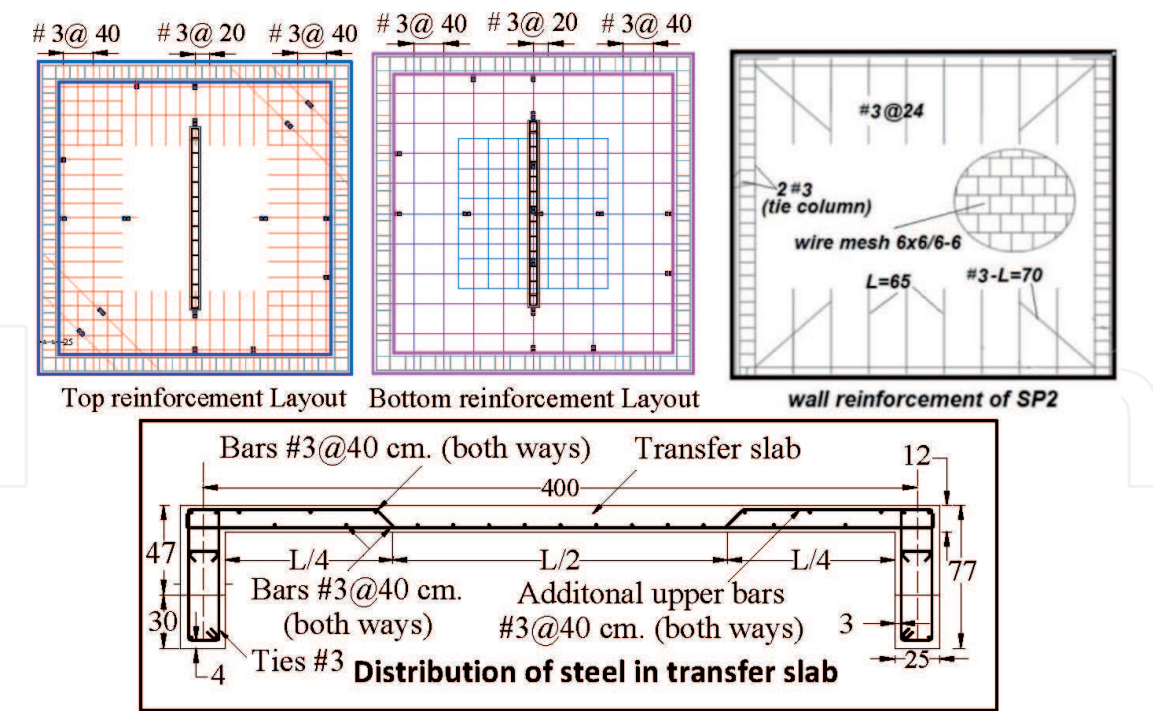 # 3@ 40 # 3@ 20 # 3@ 40
# 3@ 40 # 3@ 20 # 3@ 40
25
Top reinforcement Layout
Bottom reinforcement Layout
#3@24
2#3
(tie column)
wire mesh 6x6/6-6
L=65
#3-L=70
wall reinforcement of SP2
Bars #3@40 cm. (both ways)
Transfer slab
12
400
47
L/4
L/2
L/4
77
Bars #3@40 cm.
(both ways)
Additonal upper bars
#3@40 cm. (both ways)
30
3
Ties #3
4
25
Distribution of steel in transfer slab